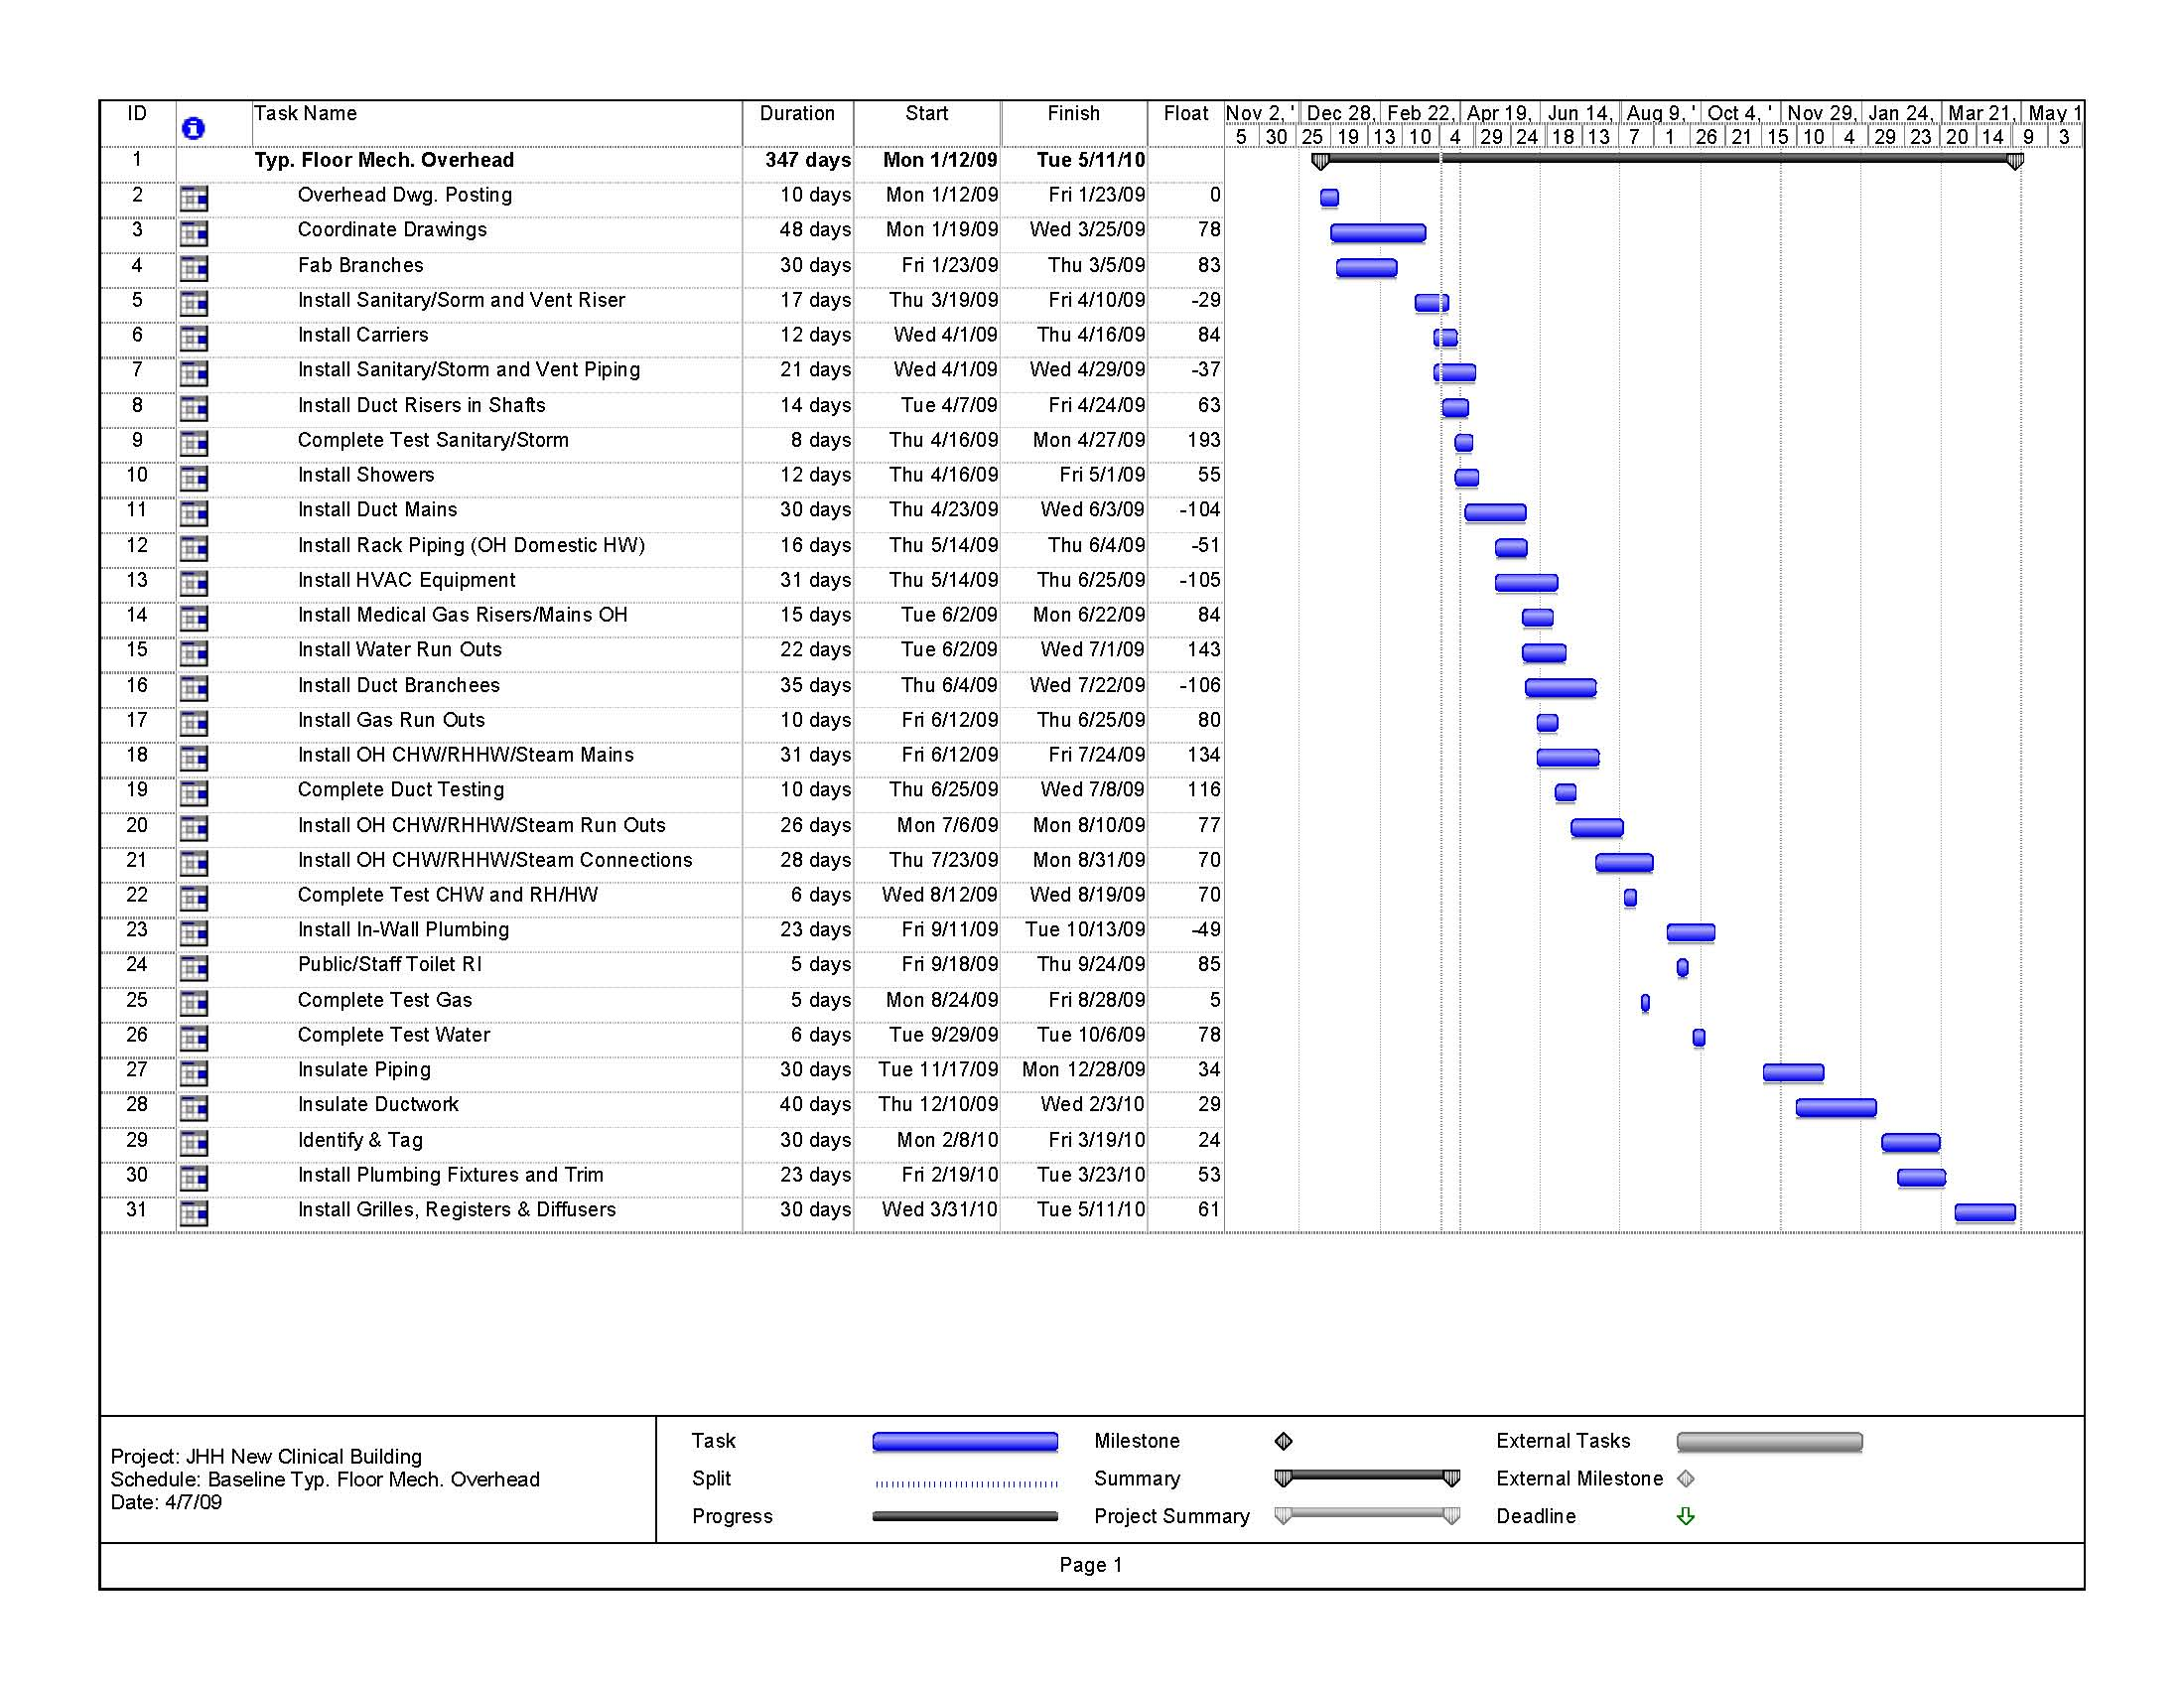 ID Task Name Duration Start Finish Float Nov 2, ' Dec 28, Feb 22, Apr 19, Jun 14, Aug 9, ' Oct 4, ' Nov 29, Jan 24, Mar 21, May 1
5 30 25 19 13 10 4 29 24 18 13 7 1 26 21 15 10 4 29 23 20 14 9 3
1 Typ. Floor Mech. Overhead 347 days Mon 1/12/09 Tue 5/11/10
2 Overhead Dwg. Posting 10 days Mon 1/12/09 Fri 1/23/09 0
3 Coordinate Drawings 48 days Mon 1/19/09 Wed 3/25/09 78
4 Fab Branches 30 days Fri 1/23/09 Thu 3/5/09 83
5 Install Sanitary/Sorm and Vent Riser 17 days Thu 3/19/09 Fri 4/10/09 -29
6 Install Carriers 12 days Wed 4/1/09 Thu 4/16/09 84
7 Install Sanitary/Storm and Vent Piping 21 days Wed 4/1/09 Wed 4/29/09 -37
8 Install Duct Risers in Shafts 14 days Tue 4/7/09 Fri 4/24/09 63
9 Complete Test Sanitary/Storm 8 days Thu 4/16/09 Mon 4/27/09 193
10 Install Showers 12 days Thu 4/16/09 Fri 5/1/09 55
11 Install Duct Mains 30 days Thu 4/23/09 Wed 6/3/09 -104
12 Install Rack Piping (OH Domestic HW) 16 days Thu 5/14/09 Thu 6/4/09 -51
13 Install HVAC Equipment 31 days Thu 5/14/09 Thu 6/25/09 -105
14 Install Medical Gas Risers/Mains OH 15 days Tue 6/2/09 Mon 6/22/09 84
15 Install Water Run Outs 22 days Tue 6/2/09 Wed 7/1/09 143
16 Install Duct Branchees 35 days Thu 6/4/09 Wed 7/22/09 -106
17 Install Gas Run Outs 10 days Fri 6/12/09 Thu 6/25/09 80
18 Install OH CHW/RHHW/Steam Mains 31 days Fri 6/12/09 Fri 7/24/09 134
19 Complete Duct Testing 10 days Thu 6/25/09 Wed 7/8/09 116
20 Install OH CHW/RHHW/Steam Run Outs 26 days Mon 7/6/09 Mon 8/10/09 77
21 Install OH CHW/RHHW/Steam Connections 28 days Thu 7/23/09 Mon 8/31/09 70
22 Complete Test CHW and RH/HW 6 days Wed 8/12/09 Wed 8/19/09 70
23 Install In-Wall Plumbing 23 days Fri 9/11/09 Tue 10/13/09 -49
24 Public/Staff Toilet RI 5 days Fri 9/18/09 Thu 9/24/09 85
25 Complete Test Gas 5 days Mon 8/24/09 Fri 8/28/09 5
26 Complete Test Water 6 days Tue 9/29/09 Tue 10/6/09 78
27 Insulate Piping 30 days Tue 11/17/09 Mon 12/28/09 34
28 Insulate Ductwork 40 days Thu 12/10/09 Wed 2/3/10 29
29 Identify & Tag 30 days Mon 2/8/10 Fri 3/19/10 24
30 Install Plumbing Fixtures and Trim 23 days Fri 2/19/10 Tue 3/23/10 53
31 Install Grilles, Registers & Diffusers 30 days Wed 3/31/10 Tue 5/11/10 61
Project: JHH New Clinical Building
Schedule: Baseline Typ. Floor Mech. Overhead
Date: 4/7/09
Task Milestone External Tasks
Split Summary External Milestone
Progress Project Summary Deadline
Page 1